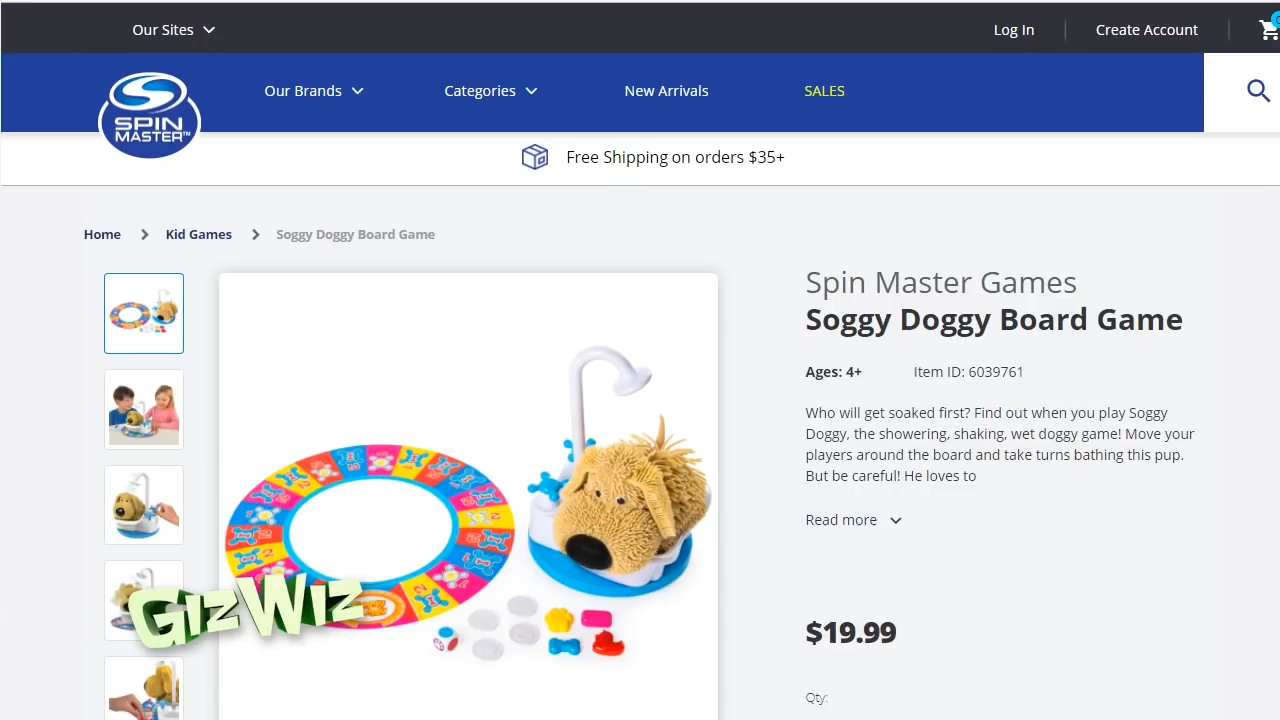 Our Sites
Log In
Create Account
SPIN
MASTER™
Our Brands
Categories
New Arrivals
SALES
Free Shipping on orders $35+
Home
Kid Games
Soggy Doggy Board Game
Spin Master Games
Soggy Doggy Board Game
Ages: 4+
Item ID: 6039761
Who will get soaked first? Find out when you play Soggy
Doggy, the showering, shaking, wet doggy game! Move your
players around the board and take turns bathing this pup.
But be careful! He loves to
Read more
GizWiz
$19.99
Qty: